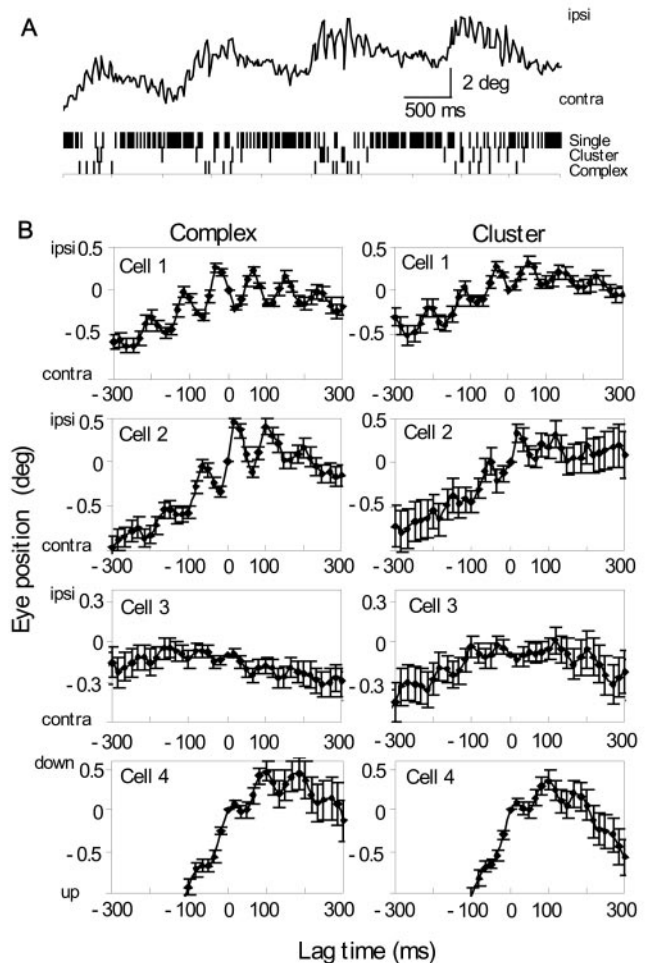 A
ipsi
2 deg
500 ms
contra
Single
Cluster
Complex
B
Complex Cluster
Eye position (deg)
ipsi 0.5 0 - 0.5 contra
Cell 1
- 300 - 100 0 100 300
0.5 0 - 0.5
Cell 1
- 300 - 100 0 100 300
ipsi 0.5 0 - 0.5 contra
Cell 2
- 300 - 100 0 100 300
0.5 0 - 0.5
Cell 2
- 300 - 100 0 100 300
ipsi 0.3 0 - 0.3 contra
Cell 3
- 300 - 100 0 100 300
0.3 0 - 0.3
Cell 3
- 300 - 100 0 100 300
down 0.5 0 - 0.5 up
Cell 4
- 300 - 100 0 100 300
0.5 0 - 0.5
Cell 4
- 300 - 100 0 100 300
Lag time (ms)